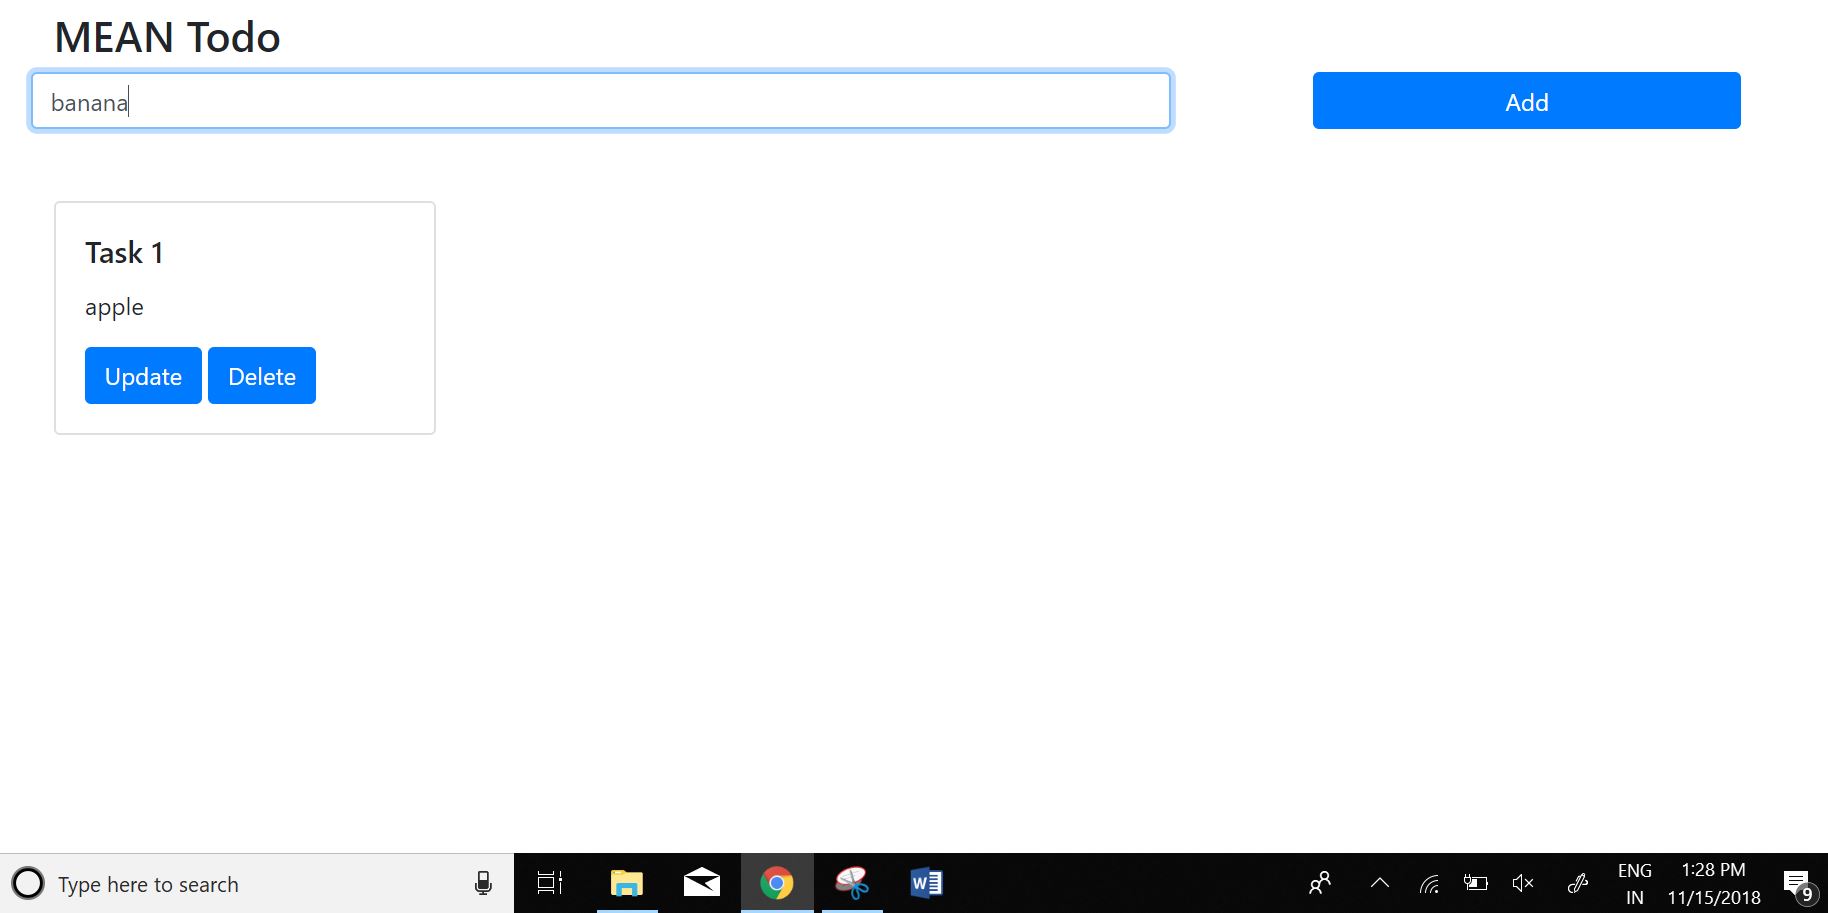 MEAN Todo
banana
Add
Task 1
apple
Update Delete
Type here to search
W
ENG
IN
1:28 PM
11/15/2018
9